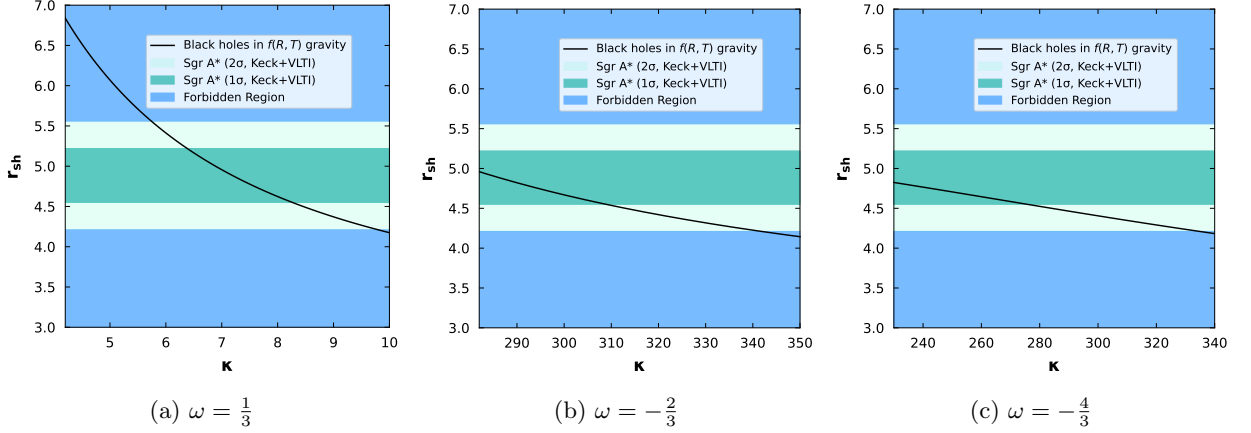 7.0
6.5
6.0
5.5
5.0
4.5
4.0
3.5
3.0
r_sh
Black holes in f(R, T) gravity
Sgr A* (2σ, Keck+VLTI)
Sgr A* (1σ, Keck+VLTI)
Forbidden Region
5 6 7 8 9 10
κ
(a) ω = 1/3
7.0
6.5
6.0
5.5
5.0
4.5
4.0
3.5
3.0
r_sh
Black holes in f(R, T) gravity
Sgr A* (2σ, Keck+VLTI)
Sgr A* (1σ, Keck+VLTI)
Forbidden Region
290 300 310 320 330 340 350
κ
(b) ω = −2/3
7.0
6.5
6.0
5.5
5.0
4.5
4.0
3.5
3.0
r_sh
Black holes in f(R, T) gravity
Sgr A* (2σ, Keck+VLTI)
Sgr A* (1σ, Keck+VLTI)
Forbidden Region
240 260 280 300 320 340
κ
(c) ω = −4/3